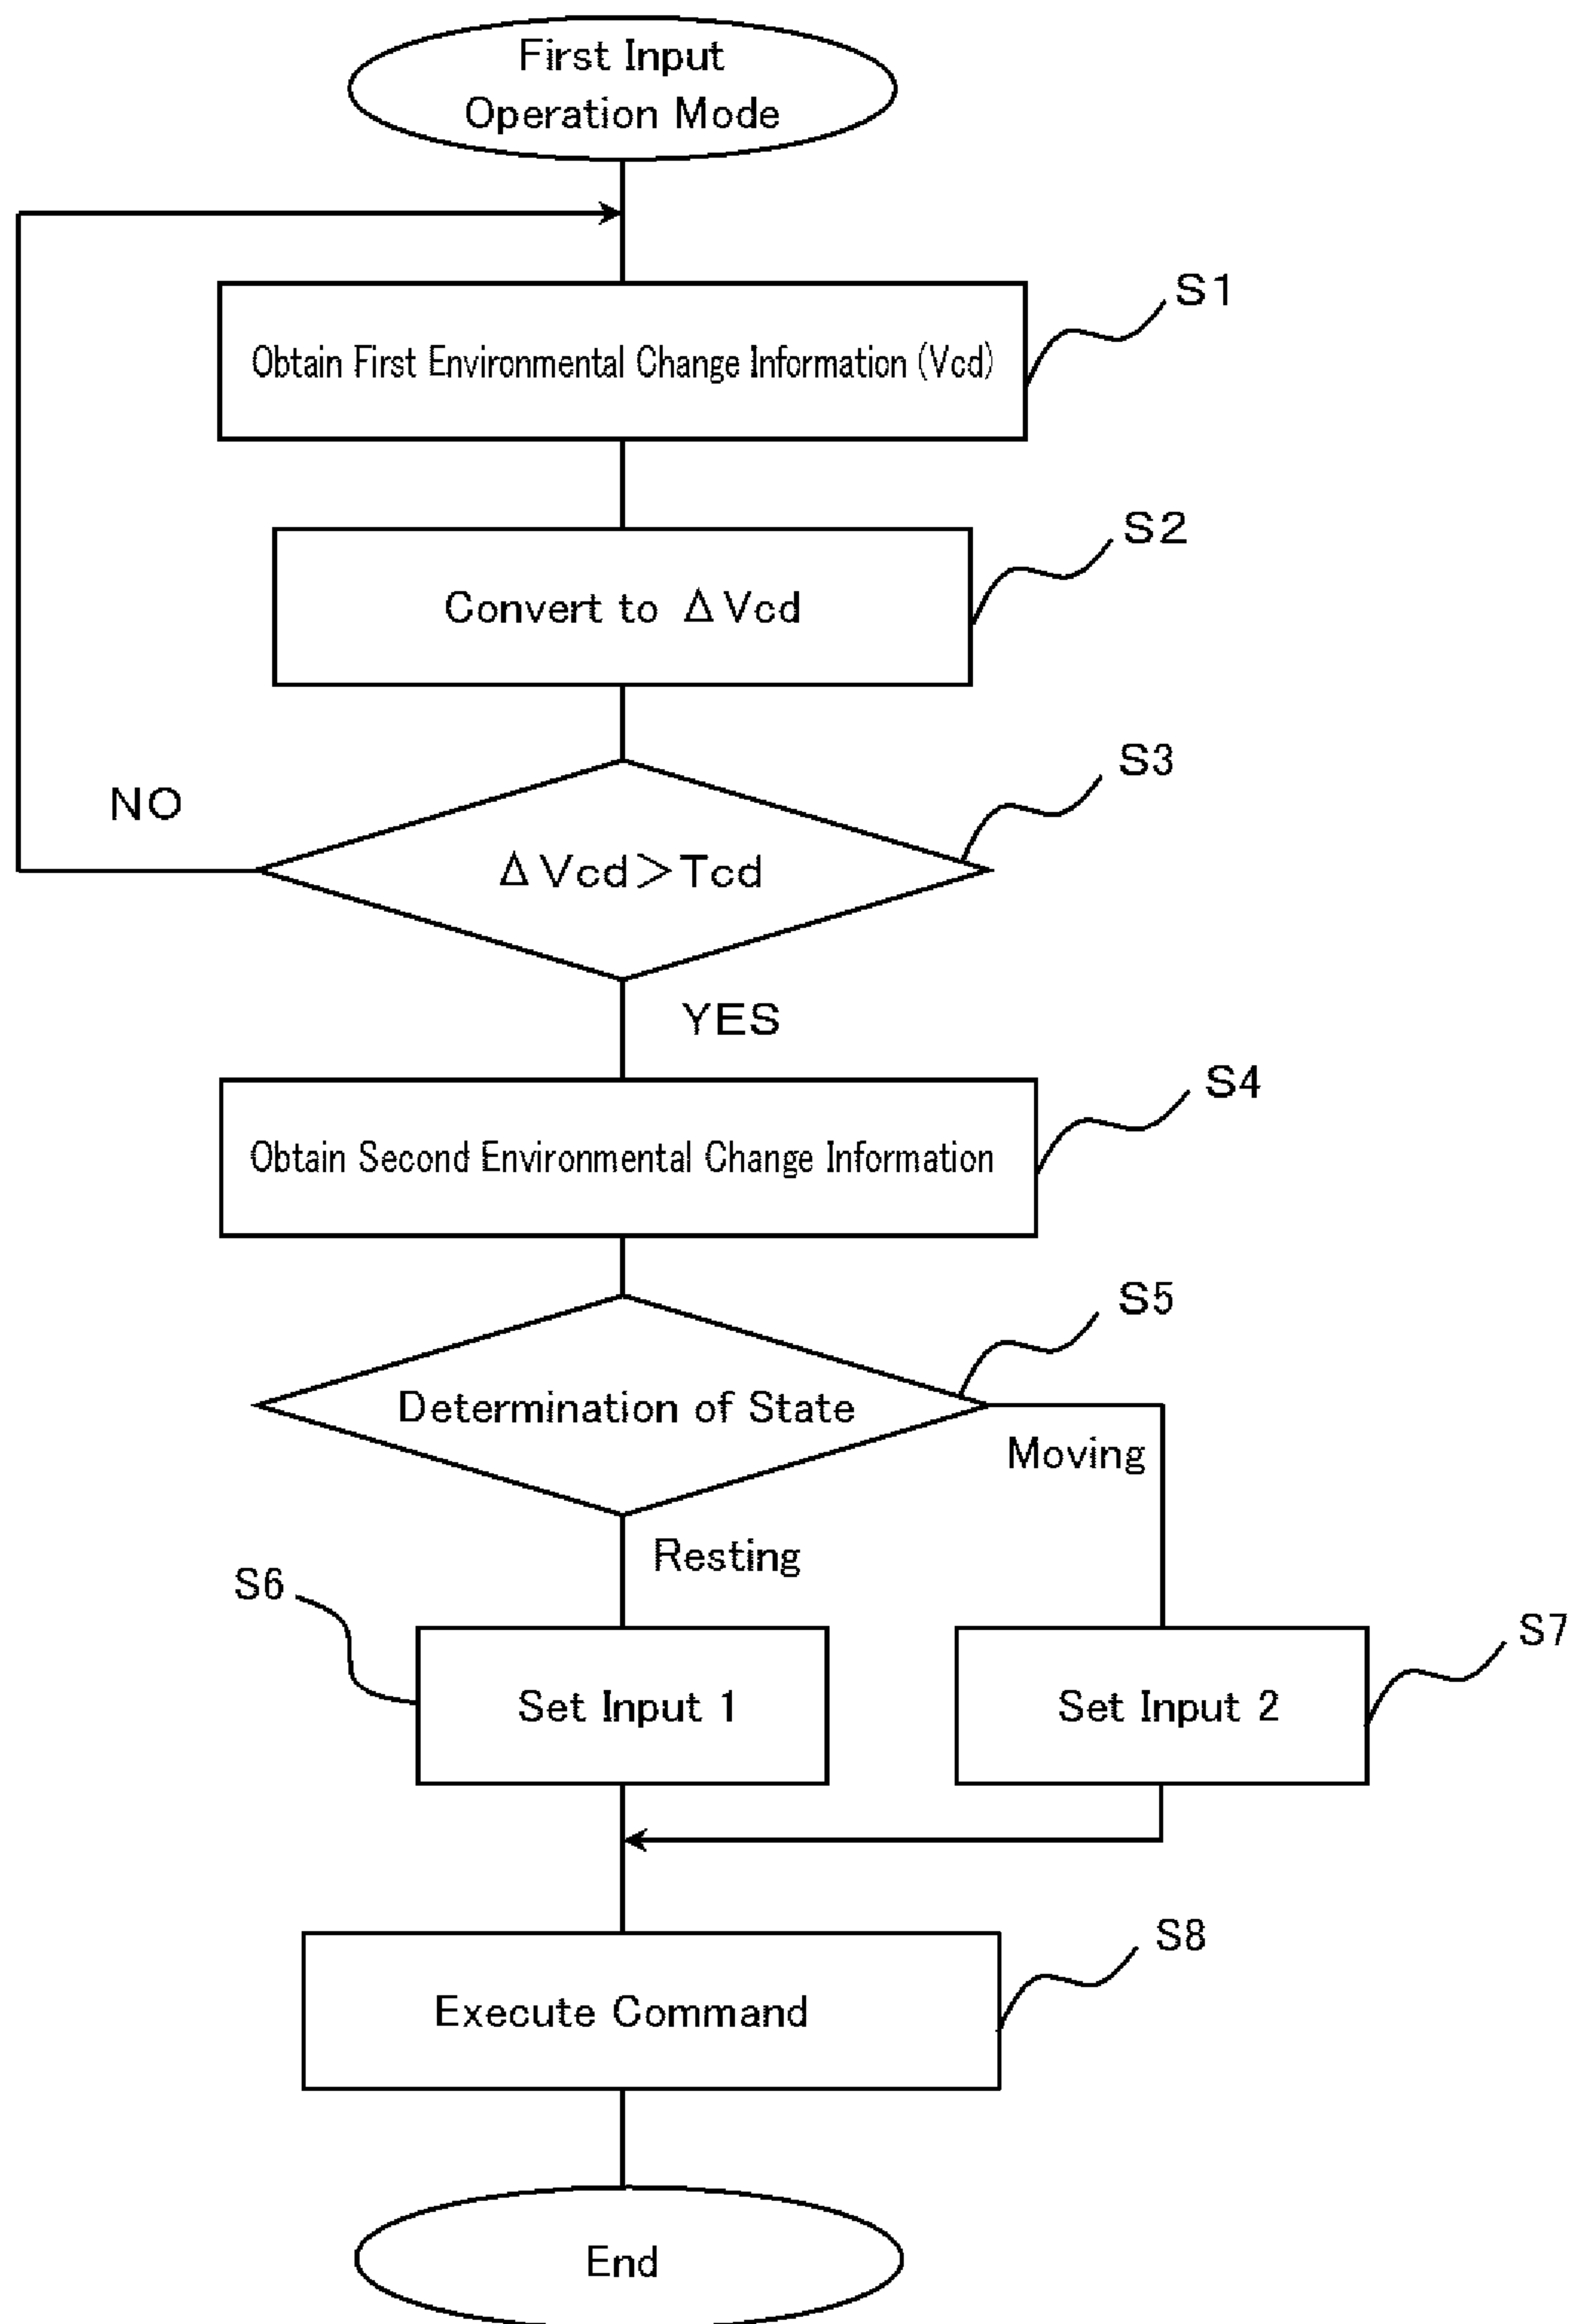 First Input
Operation Mode
S1
Obtain First Environmental Change Information (Vcd)
S2
Convert to ΔVcd
S3
NO
ΔVcd＞Tcd
YES
S4
Obtain Second Environmental Change Information
S5
Determination of State
Moving
Resting
S6
S7
Set Input 1
Set Input 2
S8
Execute Command
End